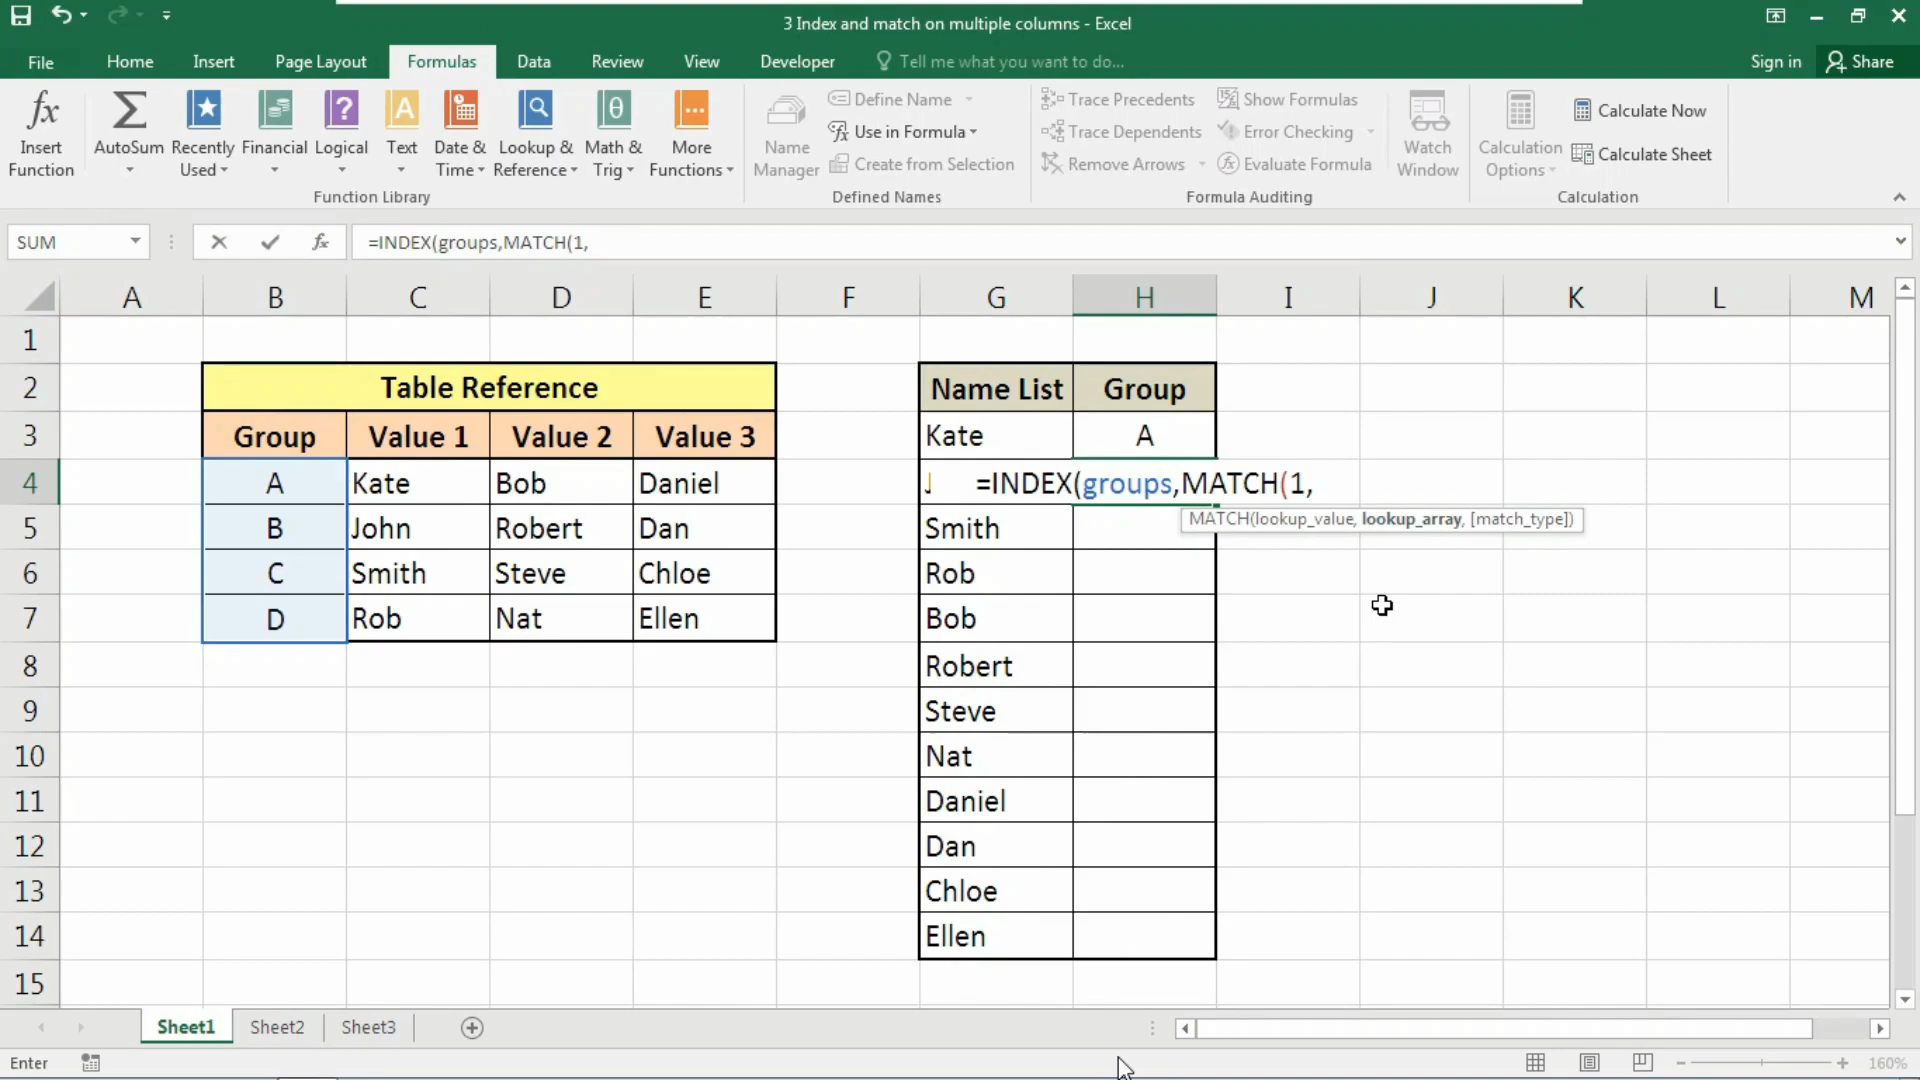 3 Index and match on multiple columns - Excel
File Home Insert Page Layout Formulas Data Review View Developer Tell me what you want to do... Sign in Share
Insert Function
AutoSum
Recently Used
Financial
Logical
Text
Date & Time
Lookup & Reference
Math & Trig
More Functions
Function Library
Name Manager
Define Name
Use in Formula
Create from Selection
Defined Names
Trace Precedents
Trace Dependents
Remove Arrows
Show Formulas
Error Checking
Evaluate Formula
Formula Auditing
Watch Window
Calculation Options
Calculate Now
Calculate Sheet
Calculation
SUM fx =INDEX(groups,MATCH(1,
A B C D E F G H I J K L M
1
2 Table Reference Name List Group
3 Group Value 1 Value 2 Value 3 Kate A
4 A Kate Bob Daniel J =INDEX(groups,MATCH(1,
MATCH(lookup_value, lookup_array, [match_type])
5 B John Robert Dan Smith
6 C Smith Steve Chloe Rob
7 D Rob Nat Ellen Bob
8 Robert
9 Steve
10 Nat
11 Daniel
12 Dan
13 Chloe
14 Ellen
15
Sheet1 Sheet2 Sheet3
Enter 160%